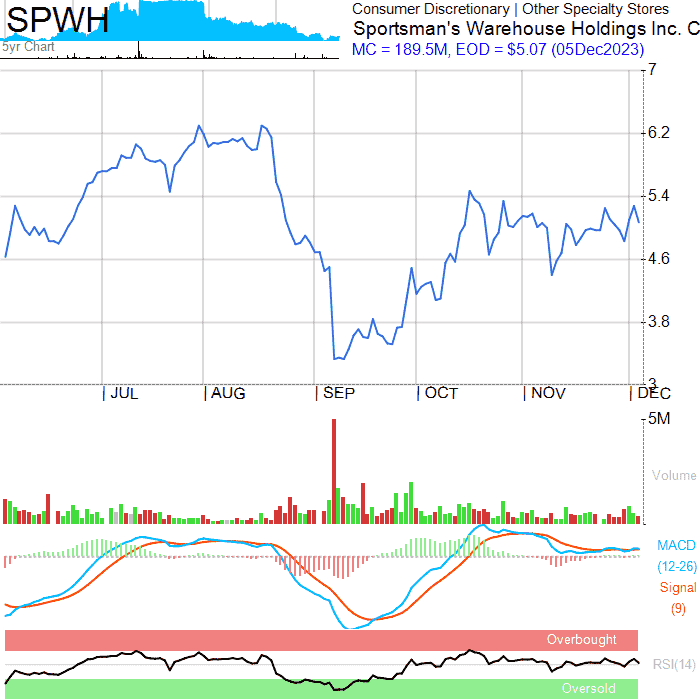 SPWH
5yr Chart
Consumer Discretionary | Other Specialty Stores
Sportsman's Warehouse Holdings Inc. C
MC = 189.5M, EOD = $5.07 (05Dec2023)
7
6.2
5.4
4.6
3.8
3
| JUL | AUG | SEP | OCT | NOV | DEC
5M
Volume
MACD
(12-26)
Signal
(9)
Overbought
RSI(14)
Oversold